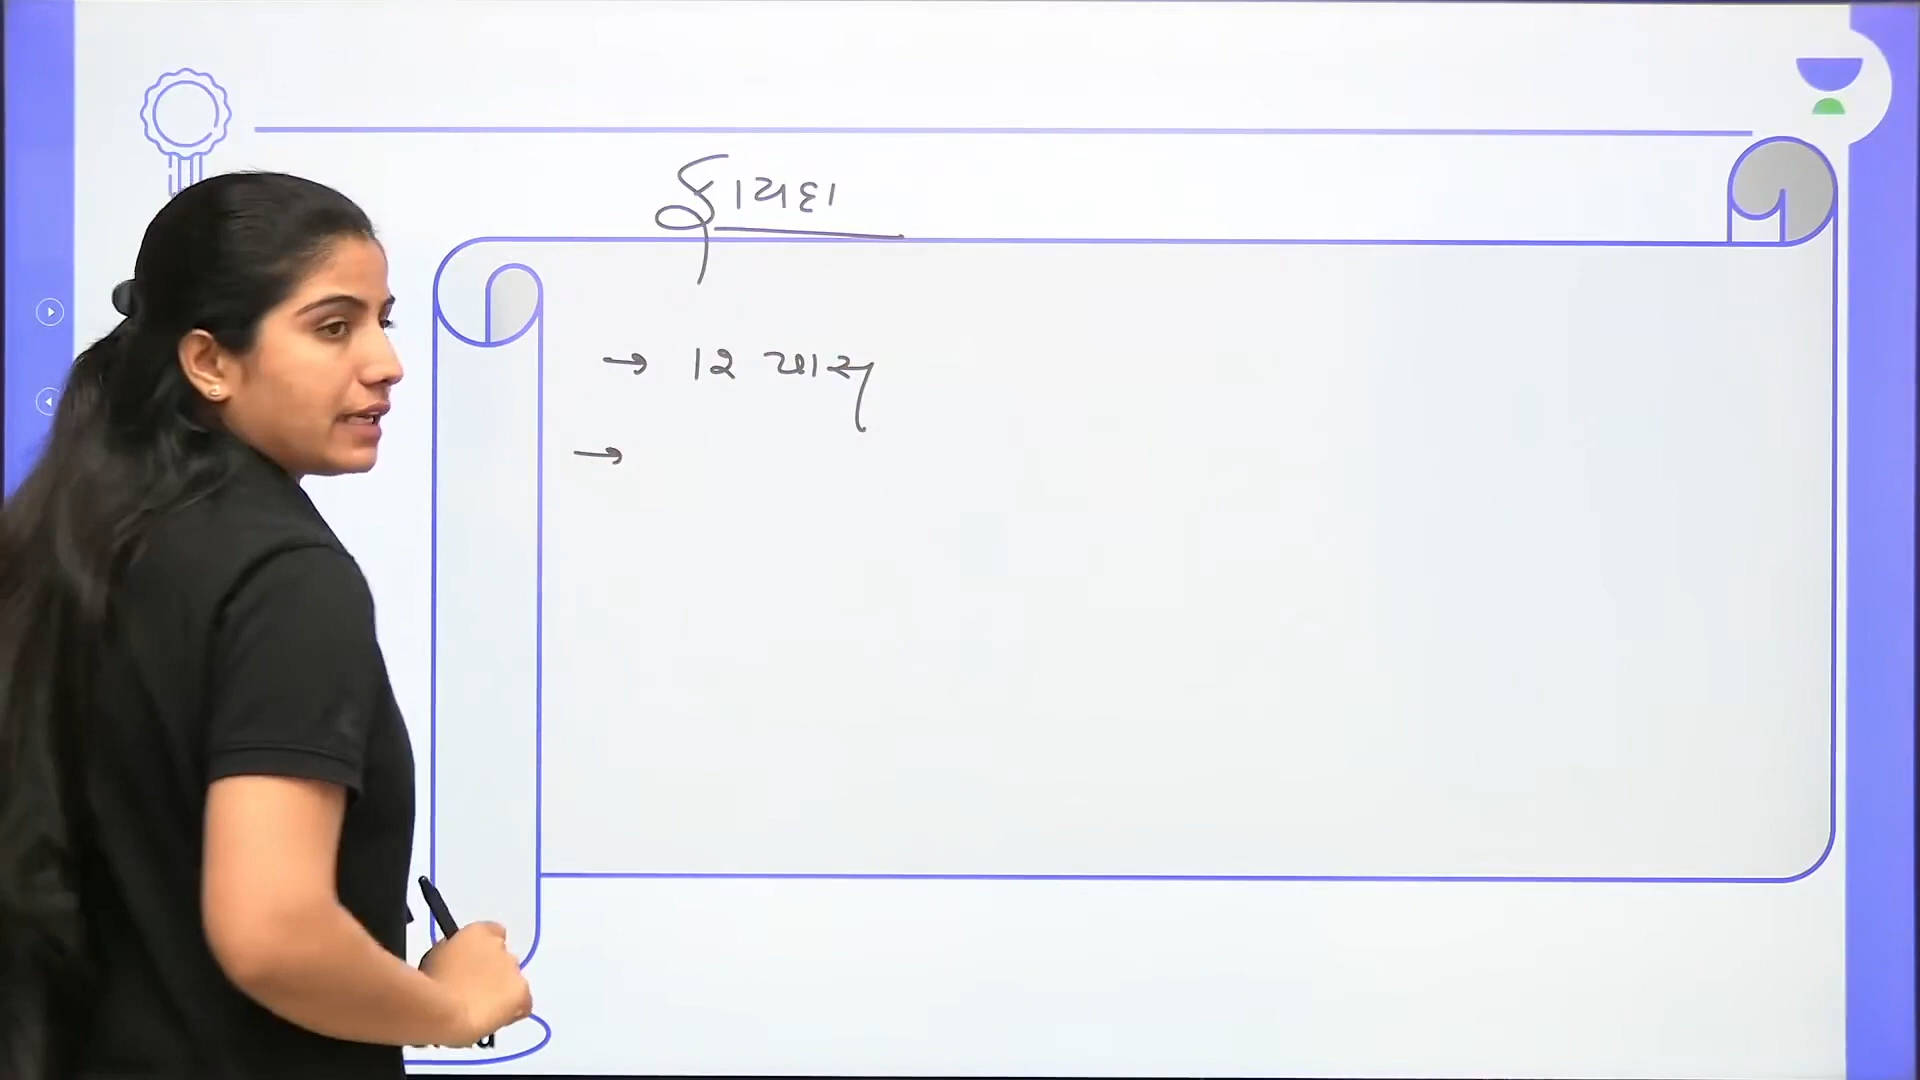 ફાયદા
→ 12 ચાલુ
→